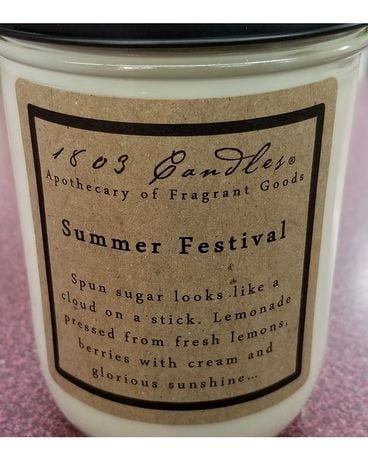 1803 Candles®
Apothecary of Fragrant Goods
Summer Festival
Spun sugar looks like a
cloud on a stick. Lemonade
pressed from fresh lemons,
berries with cream and
glorious sunshine...